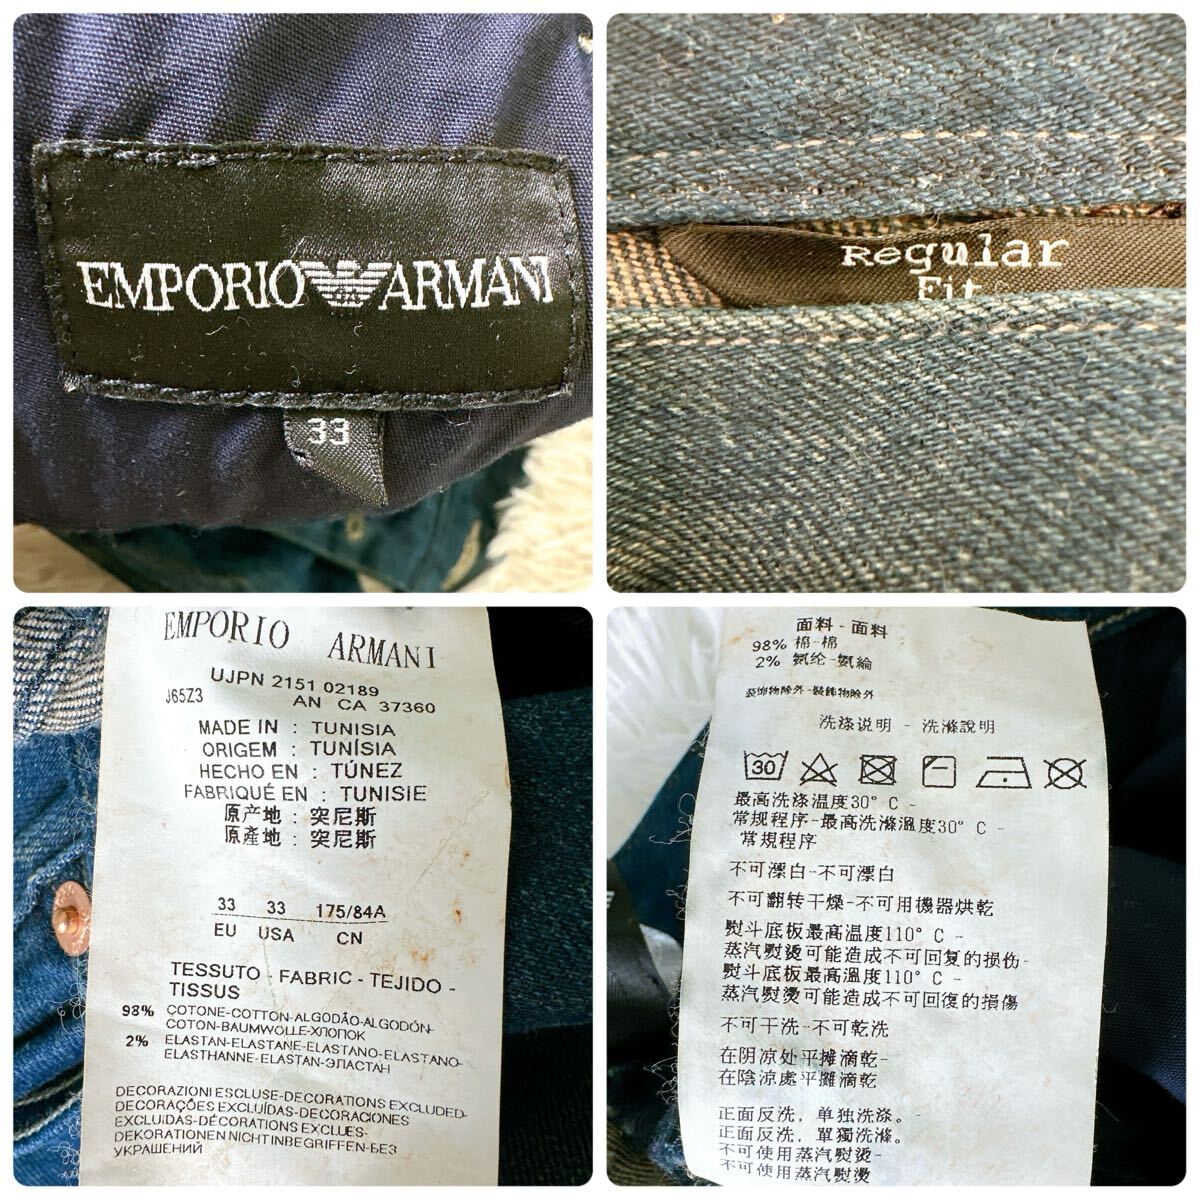 EMPORIO ARMANI
33
Regular
Fit
EMPORIO ARMANI
UJPN 2151 02189
J65Z3 AN CA 37360
MADE IN : TUNISIA
ORIGEM : TUNÍSIA
HECHO EN : TÚNEZ
FABRIQUÉ EN : TUNISIE
原产地 : 突尼斯
原產地 : 突尼斯
33 33 175/84A
EU USA CN
TESSUTO - FABRIC - TEJIDO -
TISSUS
98% COTONE-COTTON-ALGODÃO-ALGODÓN-
COTON-BAUMWOLLE-ХЛОПОК
2% ELASTAN-ELASTANE-ELASTANO-ELASTANO-
ELASTHANNE-ELASTAN-ЭЛАСТАН
DECORAZIONI ESCLUSE-DECORATIONS EXCLUDED-
DECORAÇÕES EXCLUÍDAS-DECORACIONES
EXCLUIDAS-DÉCORATIONS EXCLUES-
DEKORATIONEN NICHT INBEGRIFFEN-БЕЗ
УКРАШЕНИЙ
面料 - 面料
98% 棉-棉
2% 氨纶-氨綸
装饰物除外-裝飾物除外
洗涤说明 - 洗滌說明
30
最高洗涤温度30° C -
常规程序-最高洗滌溫度30° C -
常規程序
不可漂白-不可漂白
不可翻转干燥-不可用機器烘乾
熨斗底板最高温度110° C -
蒸汽熨烫可能造成不可回复的损伤-
熨斗底板最高溫度110° C -
蒸汽熨燙可能造成不可回復的損傷
不可干洗-不可乾洗
在阴凉处平摊滴乾-
在陰涼處平攤滴乾
正面反洗，单独洗涤。-
正面反洗，單獨洗滌。
不可使用蒸汽熨烫-
不可使用蒸汽熨燙